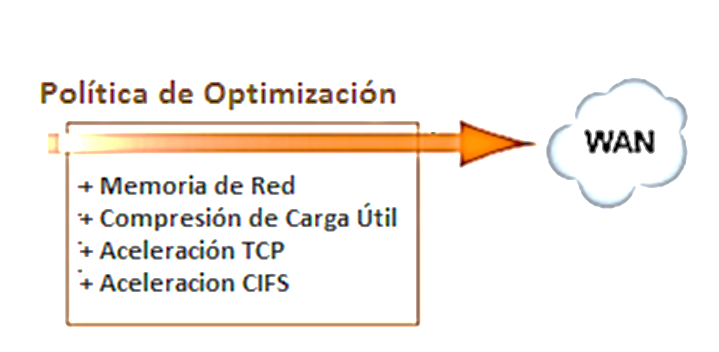 Política de Optimización
WAN
+ Memoria de Red
+ Compresión de Carga Útil
+ Aceleración TCP
+ Aceleracion CIFS